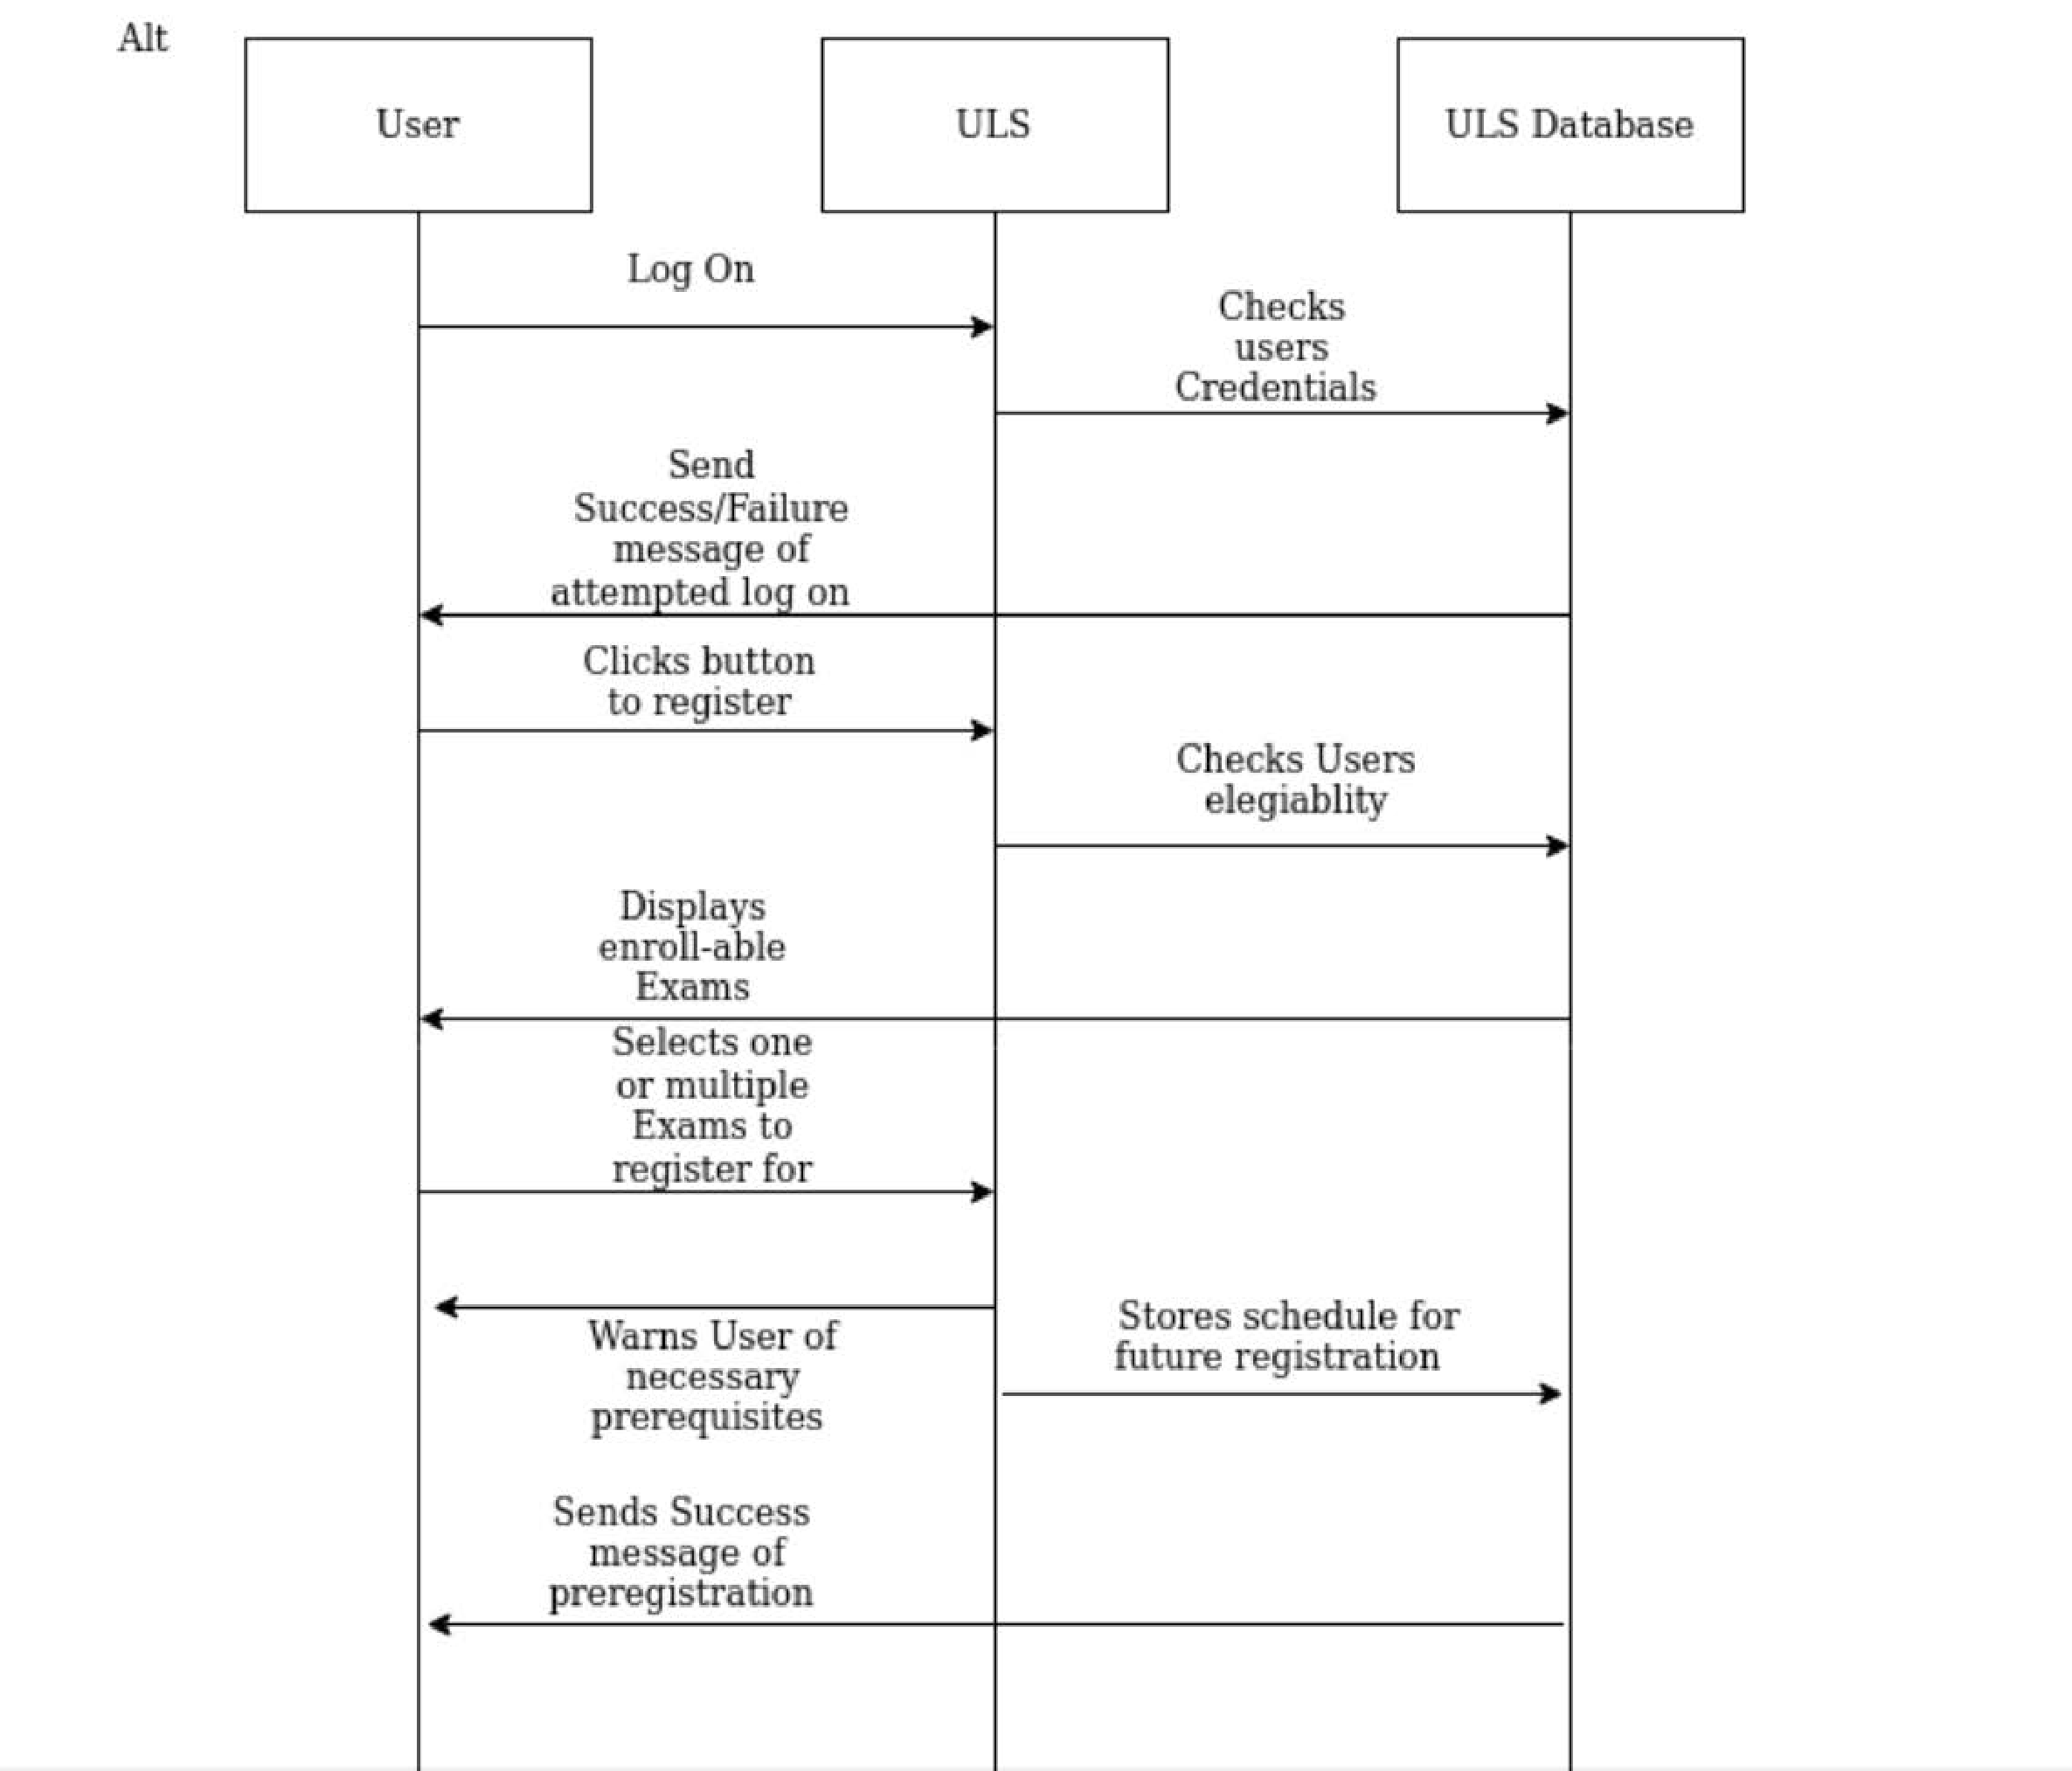 Alt
User
ULS
ULS Database
Log On
Checks
users
Credentials
Send
Success/Failure
message of
attempted log on
Clicks button
to register
Checks Users
elegiablity
Displays
enroll-able
Exams
Selects one
or multiple
Exams to
register for
Warns User of
necessary
prerequisites
Stores schedule for
future registration
Sends Success
message of
preregistration